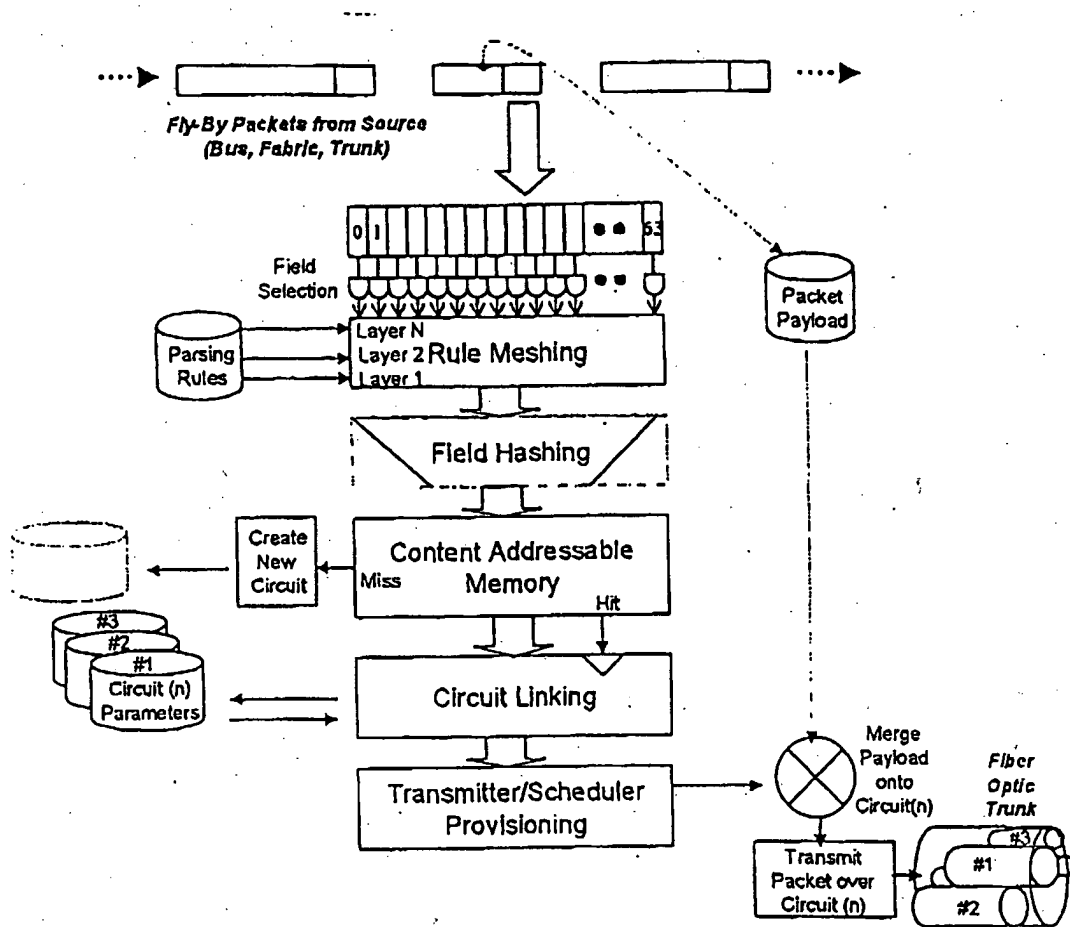 Fly-By Packets from Source
(Bus, Fabric, Trunk)
0 1 63
Field
Selection
Packet
Payload
Parsing
Rules
Layer N
Layer 2
Layer 1
Rule Meshing
Field Hashing
Create
New
Circuit
Miss
Content Addressable
Memory
Hit
#3
#2
#1
Circuit (n)
Parameters
Circuit Linking
Transmitter/Scheduler
Provisioning
Merge
Payload
onto
Circuit(n)
Fiber
Optic
Trunk
Transmit
Packet over
Circuit (n)
#3
#1
#2